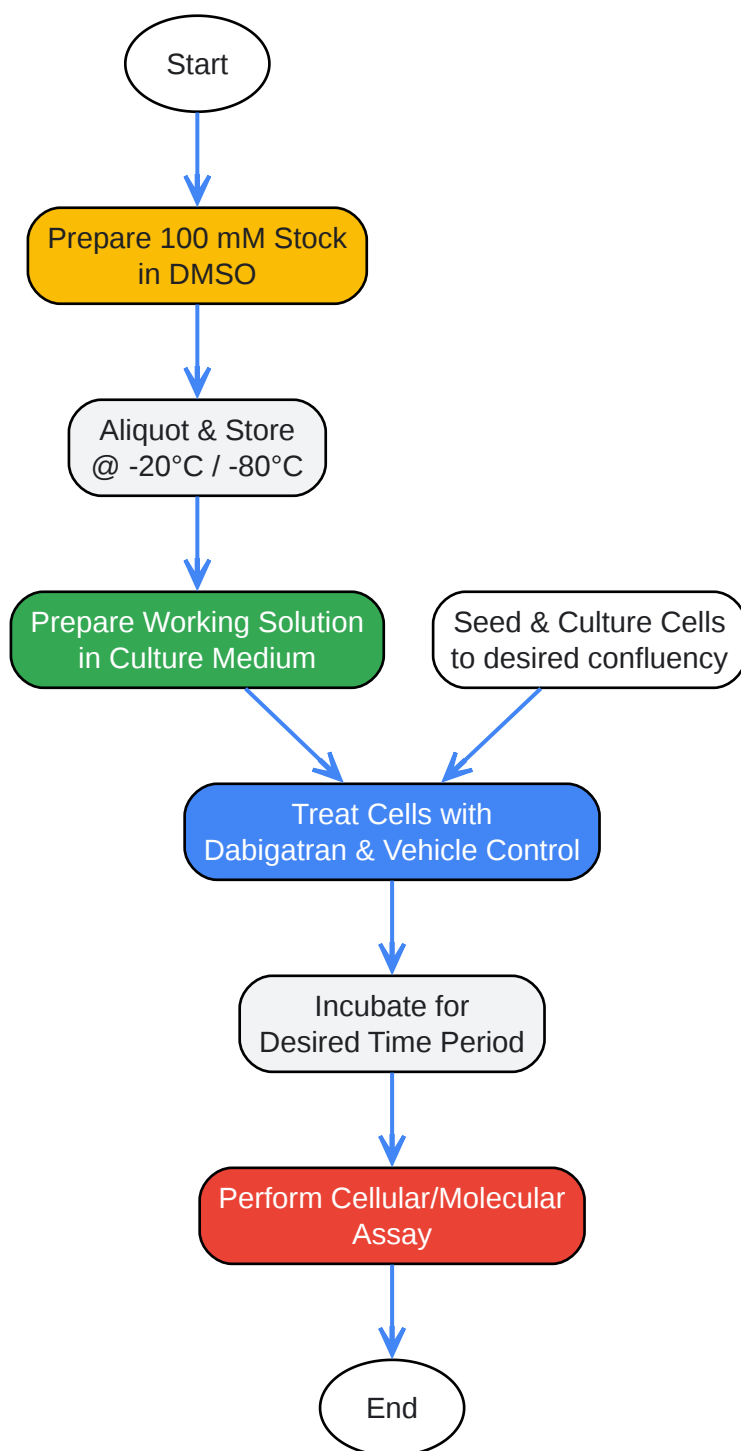 Start
Prepare 100 mM Stock
in DMSO
Aliquot & Store
@ -20°C / -80°C
Prepare Working Solution
in Culture Medium
Seed & Culture Cells
to desired confluency
Treat Cells with
Dabigatran & Vehicle Control
Incubate for
Desired Time Period
Perform Cellular/Molecular
Assay
End